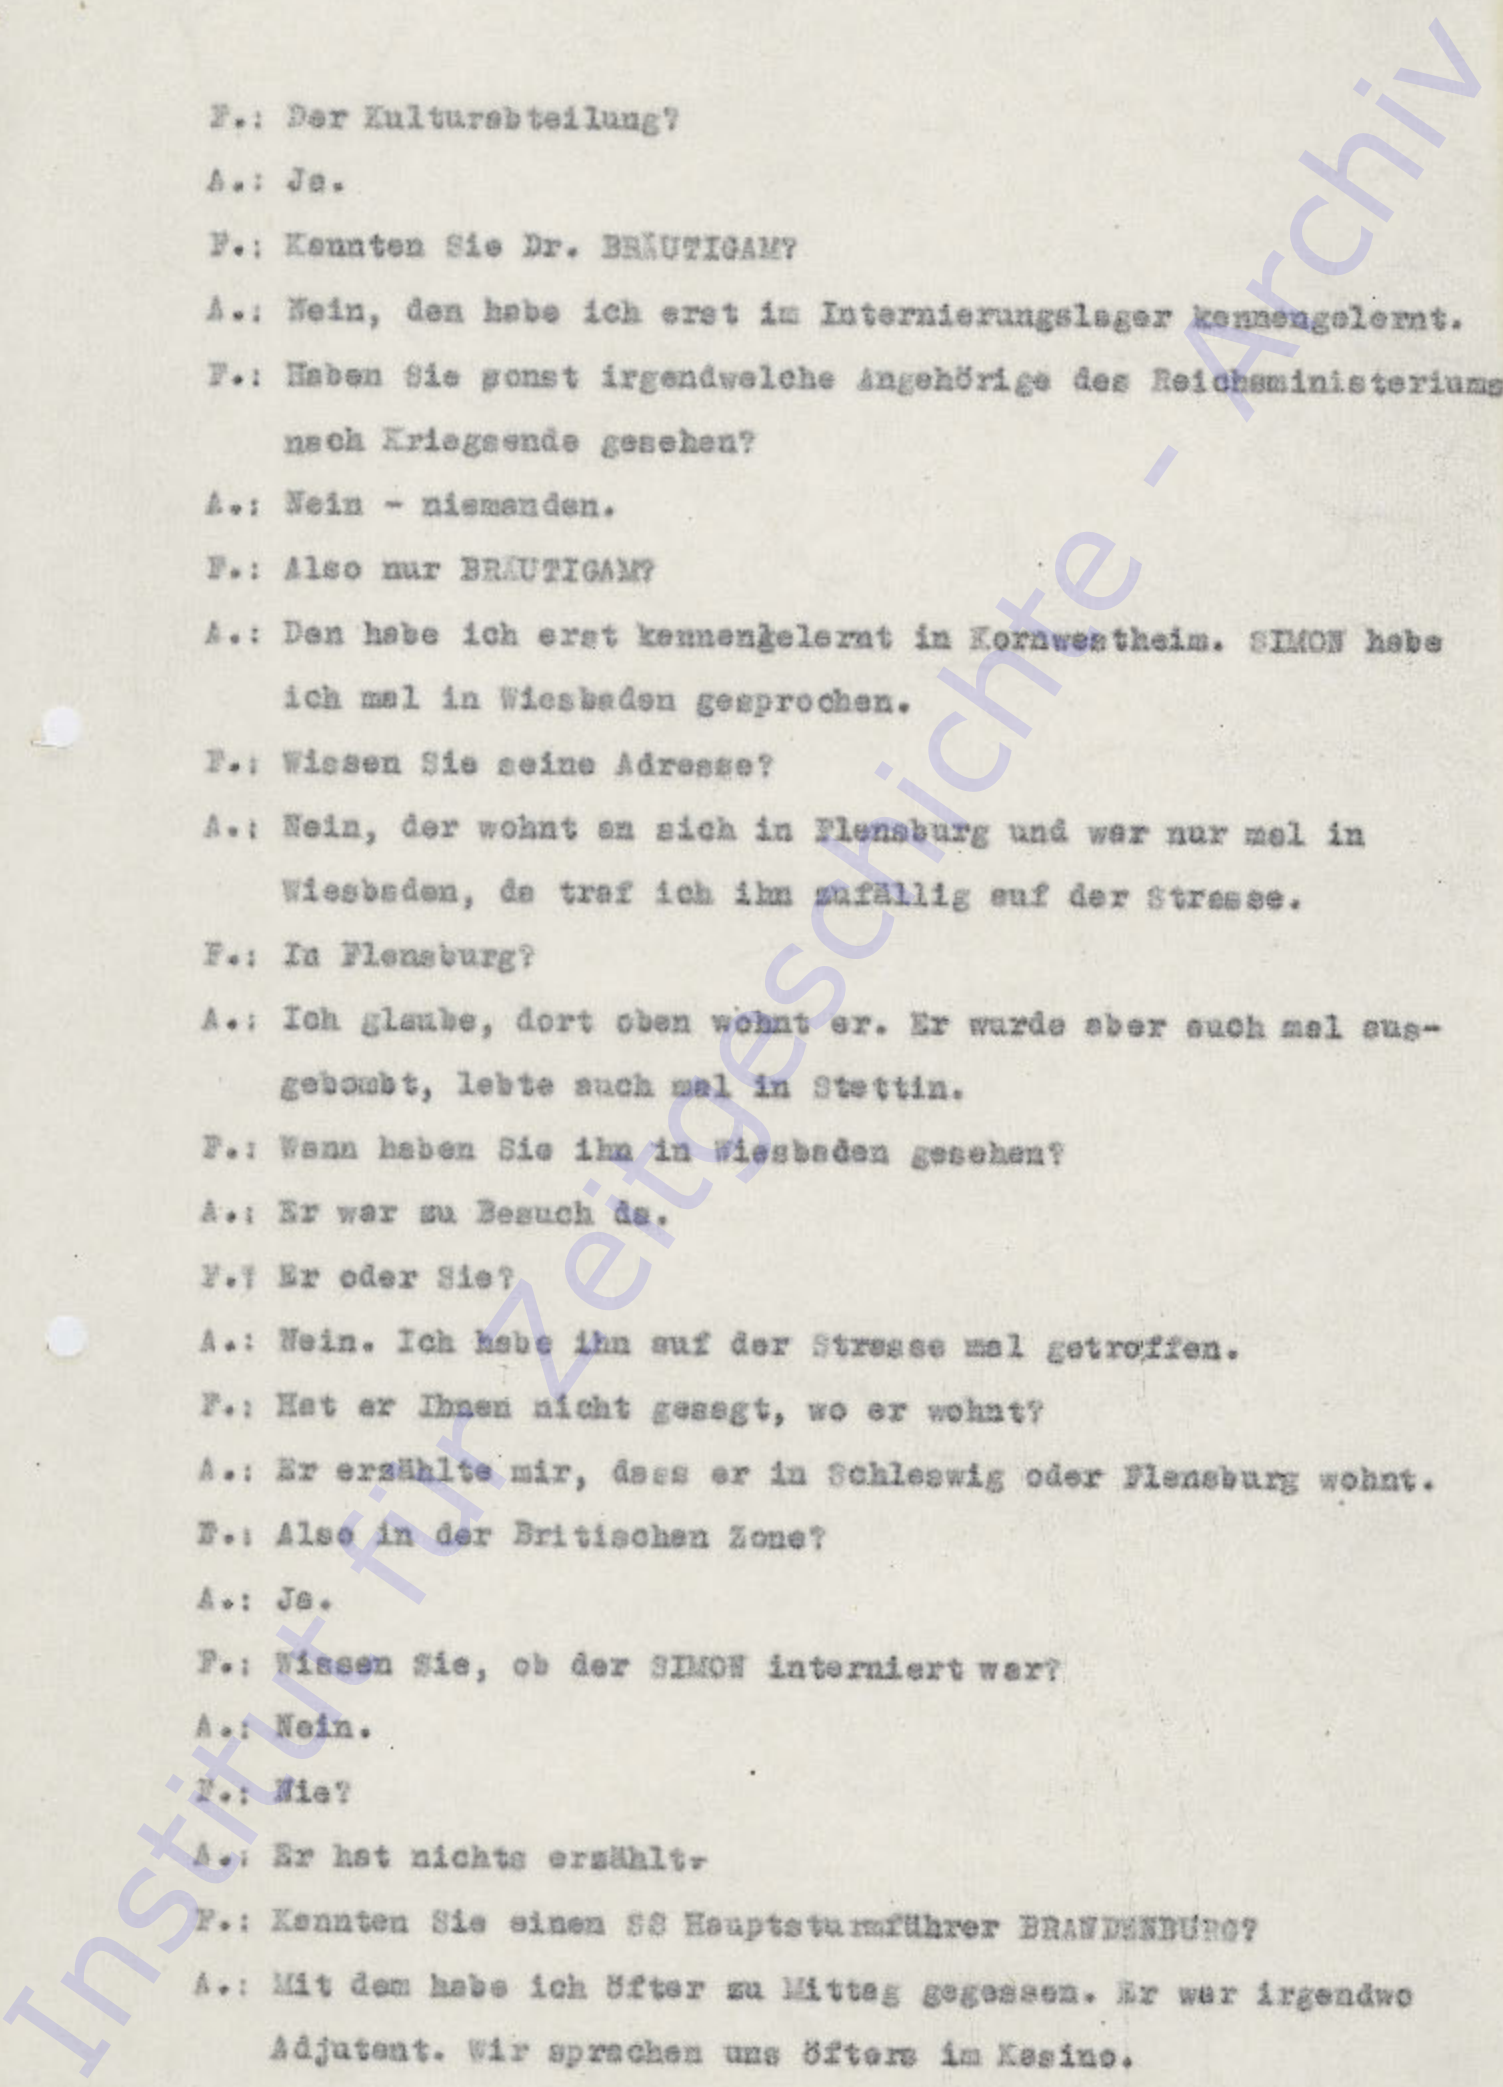 F.: Der Kulturabteilung?
A.: Ja.
F.: Kannten Sie Dr. BRÄUTIGAM?
A.: Nein, den habe ich erst im Internierungslager kennengelernt.
F.: Haben Sie sonst irgendwelche Angehörige des Reichsministeriums
nach Kriegsende gesehen?
A.: Nein - niemanden.
F.: Also nur BRÄUTIGAM?
A.: Den habe ich erst kennengelernt in Kornwestheim. SIMON habe
ich mal in Wiesbaden gesprochen.
F.: Wissen Sie seine Adresse?
A.: Nein, der wohnt an sich in Flensburg und war nur mal in
Wiesbaden, da traf ich ihn zufällig auf der Strasse.
F.: In Flensburg?
A.: Ich glaube, dort oben wohnt er. Er wurde aber auch mal aus-
gebombt, lebte auch mal in Stettin.
F.: Wann haben Sie ihn in Wiesbaden gesehen?
A.: Er war zu Besuch da.
F.: Er oder Sie?
A.: Nein. Ich habe ihn auf der Strasse mal getroffen.
F.: Hat er Ihnen nicht gesagt, wo er wohnt?
A.: Er erzählte mir, dass er in Schleswig oder Flensburg wohnt.
F.: Also in der Britischen Zone?
A.: Ja.
F.: Wissen Sie, ob der SIMON interniert war?
A.: Nein.
F.: Nie?
A.: Er hat nichts erzählt.-
F.: Kannten Sie einen SS Hauptsturmführer BRANDENBURG?
A.: Mit dem habe ich öfter zu Mittag gegessen. Er war irgendwo
Adjutant. Wir sprachen uns öfters im Kasino.
Institut für Zeitgeschichte - Archiv